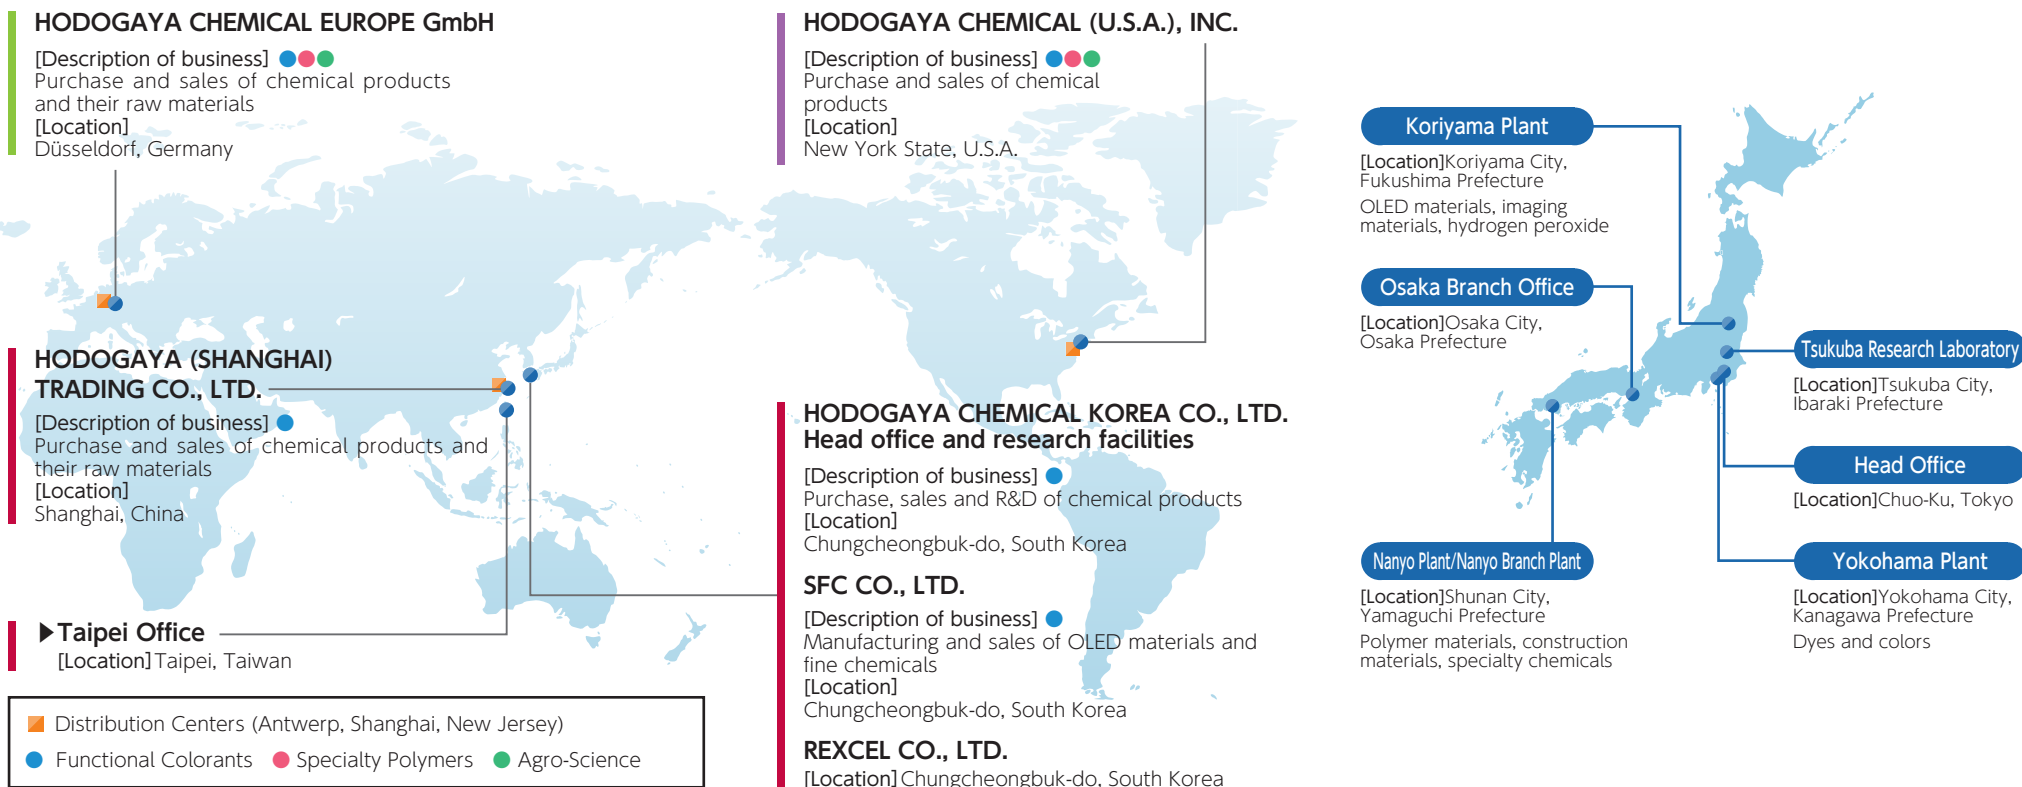 HODOGAYA CHEMICAL EUROPE GmbH
[Description of business]
Purchase and sales of chemical products
and their raw materials
[Location]
Düsseldorf, Germany
HODOGAYA (SHANGHAI)
TRADING CO., LTD.
[Description of business]
Purchase and sales of chemical products and
their raw materials
[Location]
Shanghai, China
▶Taipei Office
[Location] Taipei, Taiwan
Distribution Centers (Antwerp, Shanghai, New Jersey)
Functional Colorants Specialty Polymers Agro-Science
HODOGAYA CHEMICAL (U.S.A.), INC.
[Description of business]
Purchase and sales of chemical
products
[Location]
New York State, U.S.A.
HODOGAYA CHEMICAL KOREA CO., LTD.
Head office and research facilities
[Description of business]
Purchase, sales and R&D of chemical products
[Location]
Chungcheongbuk-do, South Korea
SFC CO., LTD.
[Description of business]
Manufacturing and sales of OLED materials and
fine chemicals
[Location]
Chungcheongbuk-do, South Korea
REXCEL CO., LTD.
[Location] Chungcheongbuk-do, South Korea
Koriyama Plant
[Location]Koriyama City,
Fukushima Prefecture
OLED materials, imaging
materials, hydrogen peroxide
Osaka Branch Office
[Location]Osaka City,
Osaka Prefecture
Nanyo Plant/Nanyo Branch Plant
[Location]Shunan City,
Yamaguchi Prefecture
Polymer materials, construction
materials, specialty chemicals
Tsukuba Research Laboratory
[Location]Tsukuba City,
Ibaraki Prefecture
Head Office
[Location]Chuo-Ku, Tokyo
Yokohama Plant
[Location]Yokohama City,
Kanagawa Prefecture
Dyes and colors